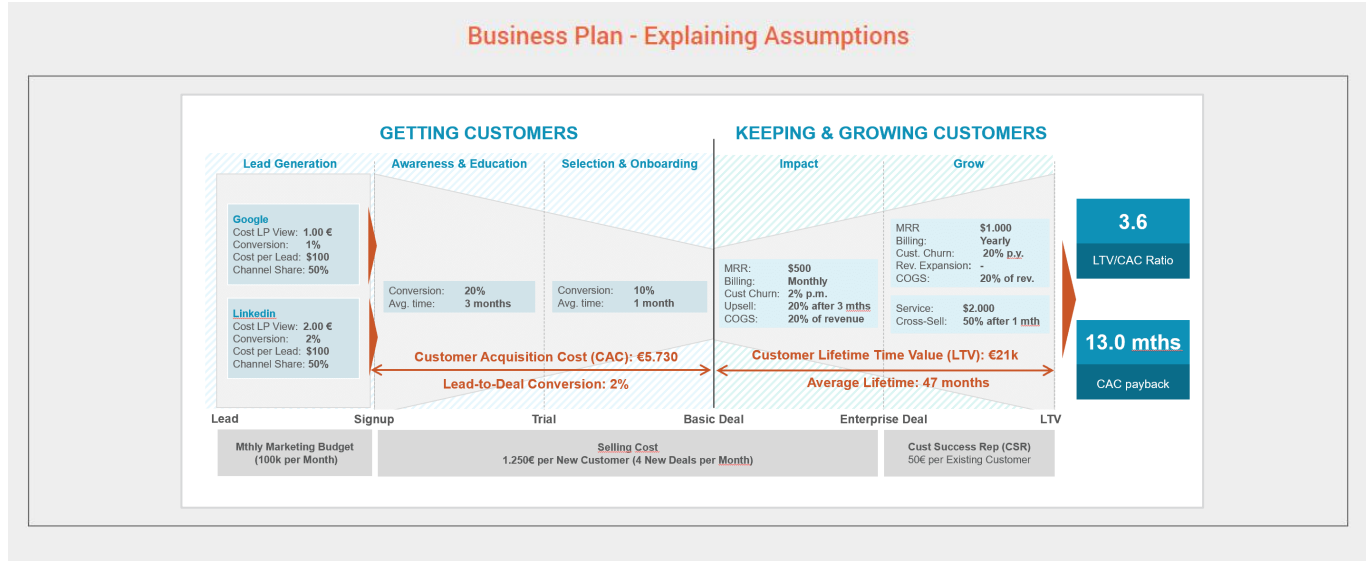 Business Plan - Explaining Assumptions
GETTING CUSTOMERS
KEEPING & GROWING CUSTOMERS
Lead Generation
Awareness & Education
Selection & Onboarding
Impact
Grow
Google
Cost LP View: 1.00 €
Conversion: 1%
Cost per Lead: $100
Channel Share: 50%
Linkedin
Cost LP View: 2.00 €
Conversion: 2%
Cost per Lead: $100
Channel Share: 50%
Conversion: 20%
Avg. time: 3 months
Conversion: 10%
Avg. time: 1 month
MRR: $500
Billing: Monthly
Cust Churn: 2% p.m.
Upsell: 20% after 3 mths
COGS: 20% of revenue
MRR $1.000
Billing: Yearly
Cust. Churn: 20% p.y.
Rev. Expansion: -
COGS: 20% of rev.
Service: $2.000
Cross-Sell: 50% after 1 mth
Customer Acquisition Cost (CAC): €5.730
Lead-to-Deal Conversion: 2%
Customer Lifetime Time Value (LTV): €21k
Average Lifetime: 47 months
3.6
LTV/CAC Ratio
13.0 mths
CAC payback
Lead
Signup
Trial
Basic Deal
Enterprise Deal
LTV
Mthly Marketing Budget
(100k per Month)
Selling Cost
1.250€ per New Customer (4 New Deals per Month)
Cust Success Rep (CSR)
50€ per Existing Customer